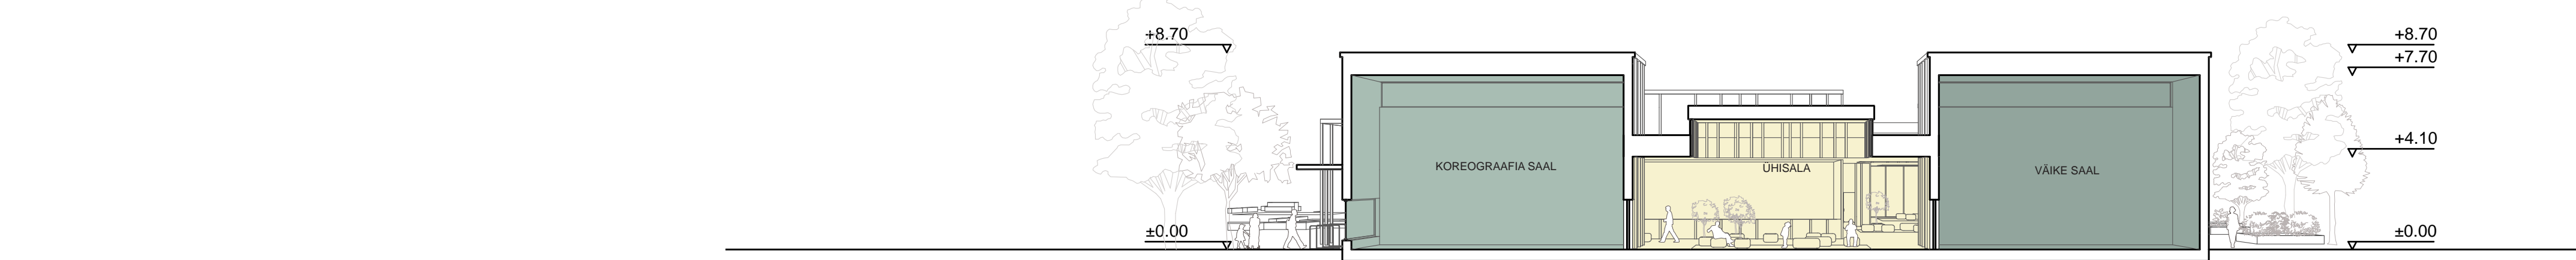 +8.70
+8.70
+7.70
+4.10
KOREOGRAAFIA SAAL
ÜHISALA
VÄIKE SAAL
±0.00
±0.00